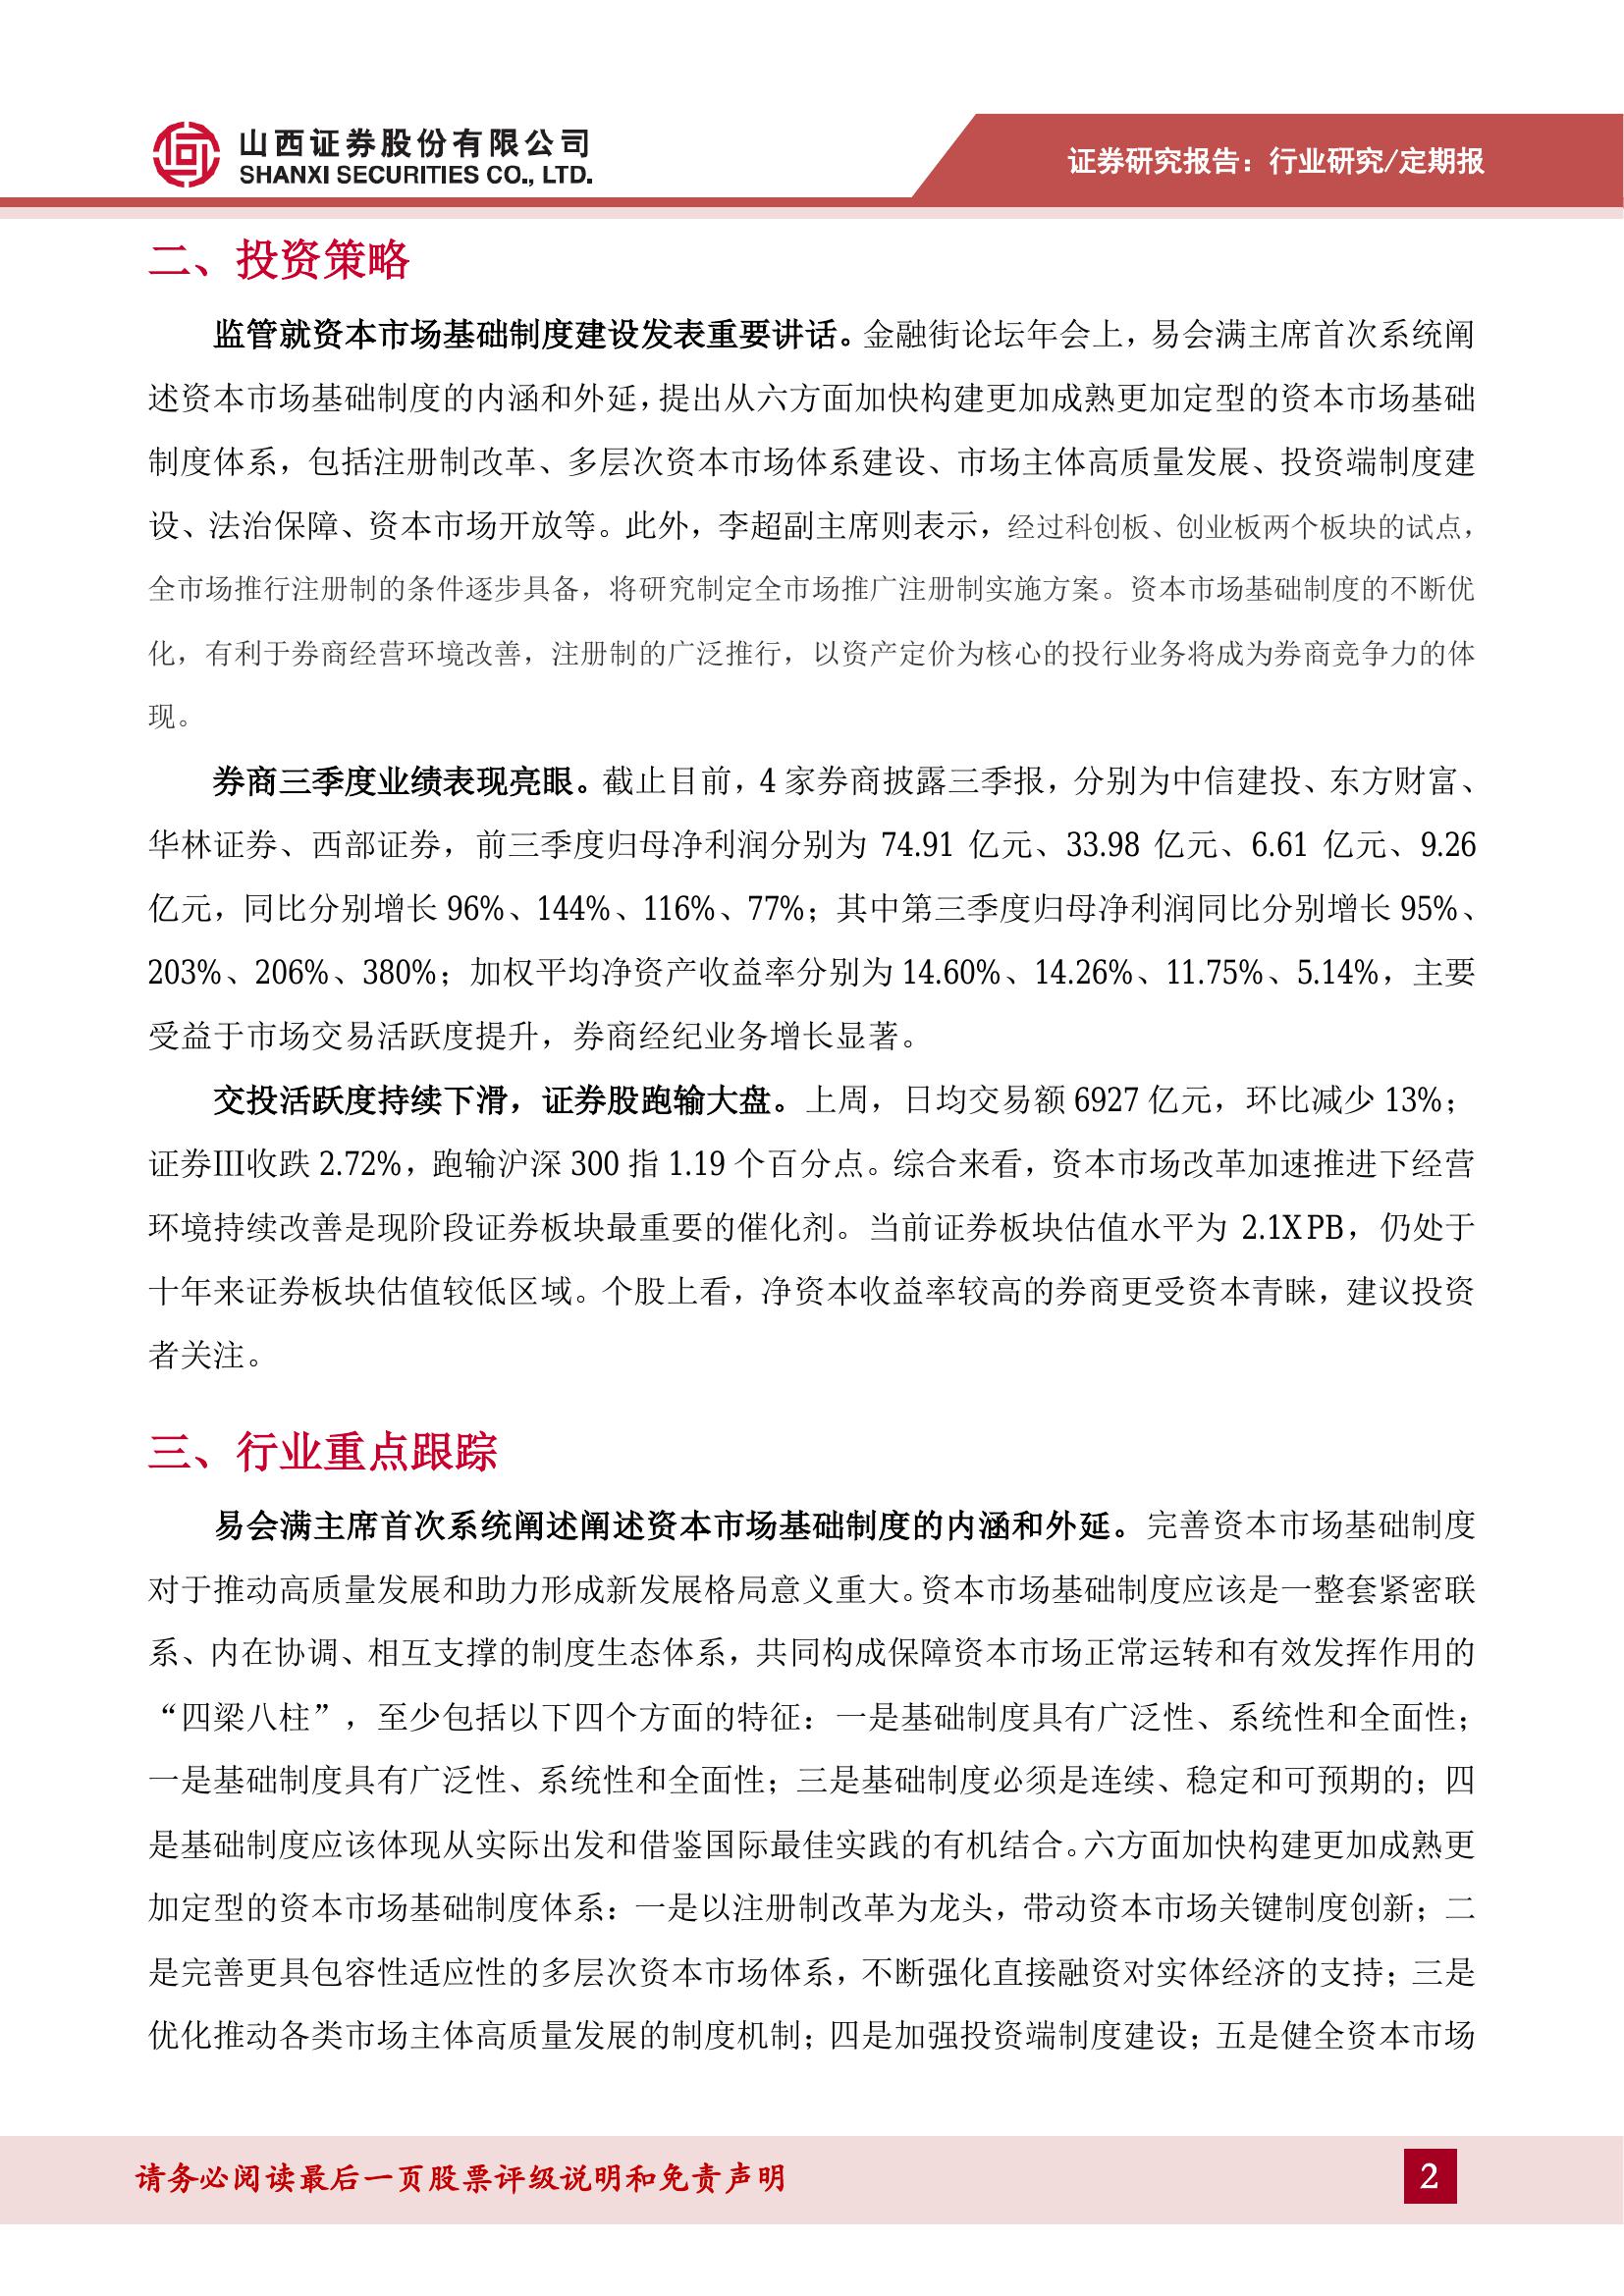 山西证券股份有限公司
SHANXI SECURITIES CO., LTD.
证券研究报告：行业研究/定期报
二、投资策略
监管就资本市场基础制度建设发表重要讲话。金融街论坛年会上，易会满主席首次系统阐
述资本市场基础制度的内涵和外延，提出从六方面加快构建更加成熟更加定型的资本市场基础
制度体系，包括注册制改革、多层次资本市场体系建设、市场主体高质量发展、投资端制度建
设、法治保障、资本市场开放等。此外，李超副主席则表示，经过科创板、创业板两个板块的试点，
全市场推行注册制的条件逐步具备，将研究制定全市场推广注册制实施方案。资本市场基础制度的不断优
化，有利于券商经营环境改善，注册制的广泛推行，以资产定价为核心的投行业务将成为券商竞争力的体
现。
券商三季度业绩表现亮眼。截止目前，4 家券商披露三季报，分别为中信建投、东方财富、
华林证券、西部证券，前三季度归母净利润分别为 74.91 亿元、33.98 亿元、6.61 亿元、9.26
亿元，同比分别增长 96%、144%、116%、77%；其中第三季度归母净利润同比分别增长 95%、
203%、206%、380%；加权平均净资产收益率分别为 14.60%、14.26%、11.75%、5.14%，主要
受益于市场交易活跃度提升，券商经纪业务增长显著。
交投活跃度持续下滑，证券股跑输大盘。上周，日均交易额 6927 亿元，环比减少 13%；
证券Ⅲ收跌 2.72%，跑输沪深 300 指 1.19 个百分点。综合来看，资本市场改革加速推进下经营
环境持续改善是现阶段证券板块最重要的催化剂。当前证券板块估值水平为 2.1X PB，仍处于
十年来证券板块估值较低区域。个股上看，净资本收益率较高的券商更受资本青睐，建议投资
者关注。
三、行业重点跟踪
易会满主席首次系统阐述阐述资本市场基础制度的内涵和外延。完善资本市场基础制度
对于推动高质量发展和助力形成新发展格局意义重大。资本市场基础制度应该是一整套紧密联
系、内在协调、相互支撑的制度生态体系，共同构成保障资本市场正常运转和有效发挥作用的
“四梁八柱”，至少包括以下四个方面的特征：一是基础制度具有广泛性、系统性和全面性；
一是基础制度具有广泛性、系统性和全面性；三是基础制度必须是连续、稳定和可预期的；四
是基础制度应该体现从实际出发和借鉴国际最佳实践的有机结合。六方面加快构建更加成熟更
加定型的资本市场基础制度体系：一是以注册制改革为龙头，带动资本市场关键制度创新；二
是完善更具包容性适应性的多层次资本市场体系，不断强化直接融资对实体经济的支持；三是
优化推动各类市场主体高质量发展的制度机制；四是加强投资端制度建设；五是健全资本市场
请务必阅读最后一页股票评级说明和免责声明
2